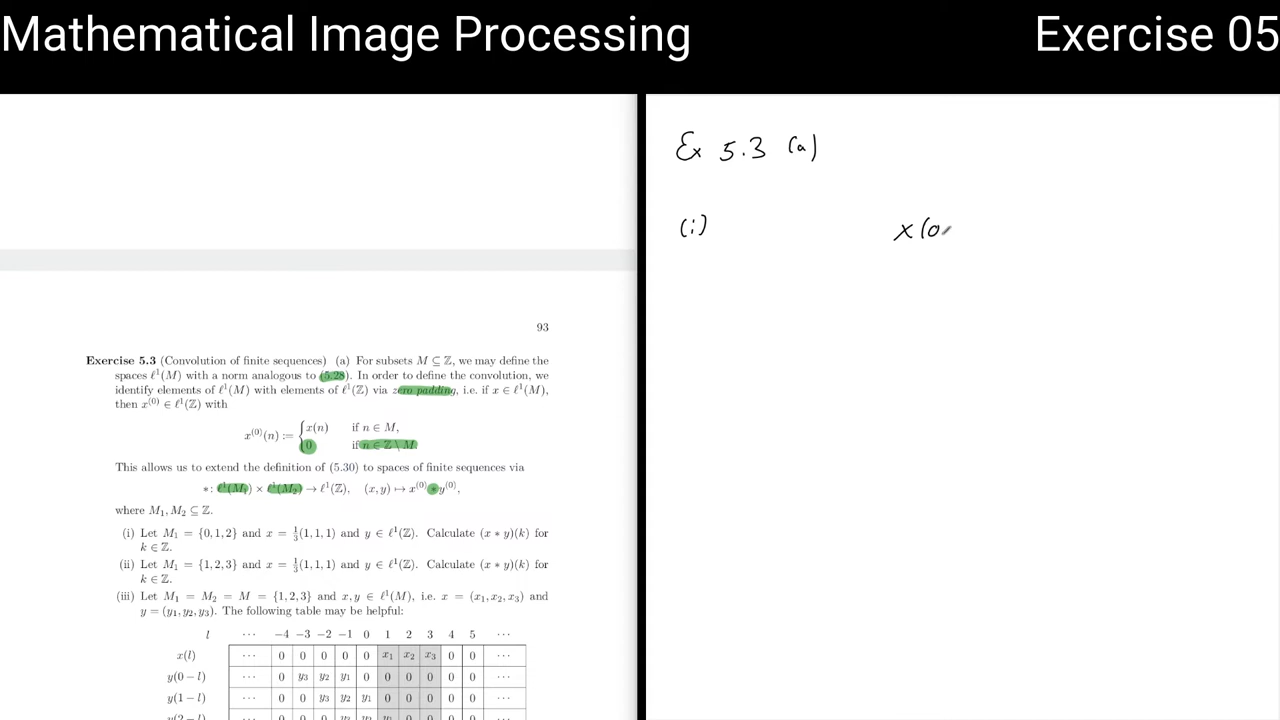 Mathematical Image Processing Exercise 05
93
Exercise 5.3 (Convolution of finite sequences) (a) For subsets M ⊆ ℤ, we may define the
spaces ℓ¹(M) with a norm analogous to (5.28). In order to define the convolution, we
identify elements of ℓ¹(M) with elements of ℓ¹(ℤ) via zero padding, i.e. if x ∈ ℓ¹(M),
then x⁽⁰⁾ ∈ ℓ¹(ℤ) with
x⁽⁰⁾(n) := { x(n) if n ∈ M,
0 if n ∈ ℤ \ M.
This allows us to extend the definition of (5.30) to spaces of finite sequences via
∗: ℓ¹(M₁) × ℓ¹(M₂) → ℓ¹(ℤ), (x, y) ↦ x⁽⁰⁾ ∗ y⁽⁰⁾,
where M₁, M₂ ⊆ ℤ.
(i) Let M₁ = {0, 1, 2} and x = 1/3(1, 1, 1) and y ∈ ℓ¹(ℤ). Calculate (x ∗ y)(k) for
k ∈ ℤ.
(ii) Let M₁ = {1, 2, 3} and x = 1/3(1, 1, 1) and y ∈ ℓ¹(ℤ). Calculate (x ∗ y)(k) for
k ∈ ℤ.
(iii) Let M₁ = M₂ = M = {1, 2, 3} and x, y ∈ ℓ¹(M), i.e. x = (x₁, x₂, x₃) and
y = (y₁, y₂, y₃). The following table may be helpful:
l ⋯ −4 −3 −2 −1 0 1 2 3 4 5 ⋯
x(l) ⋯ 0 0 0 0 0 x₁ x₂ x₃ 0 0 ⋯
y(0 − l) ⋯ 0 y₃ y₂ y₁ 0 0 0 0 0 0 ⋯
y(1 − l) ⋯ 0 0 y₃ y₂ y₁ 0 0 0 0 0 ⋯
Ex 5.3 (a)
(i) x(0